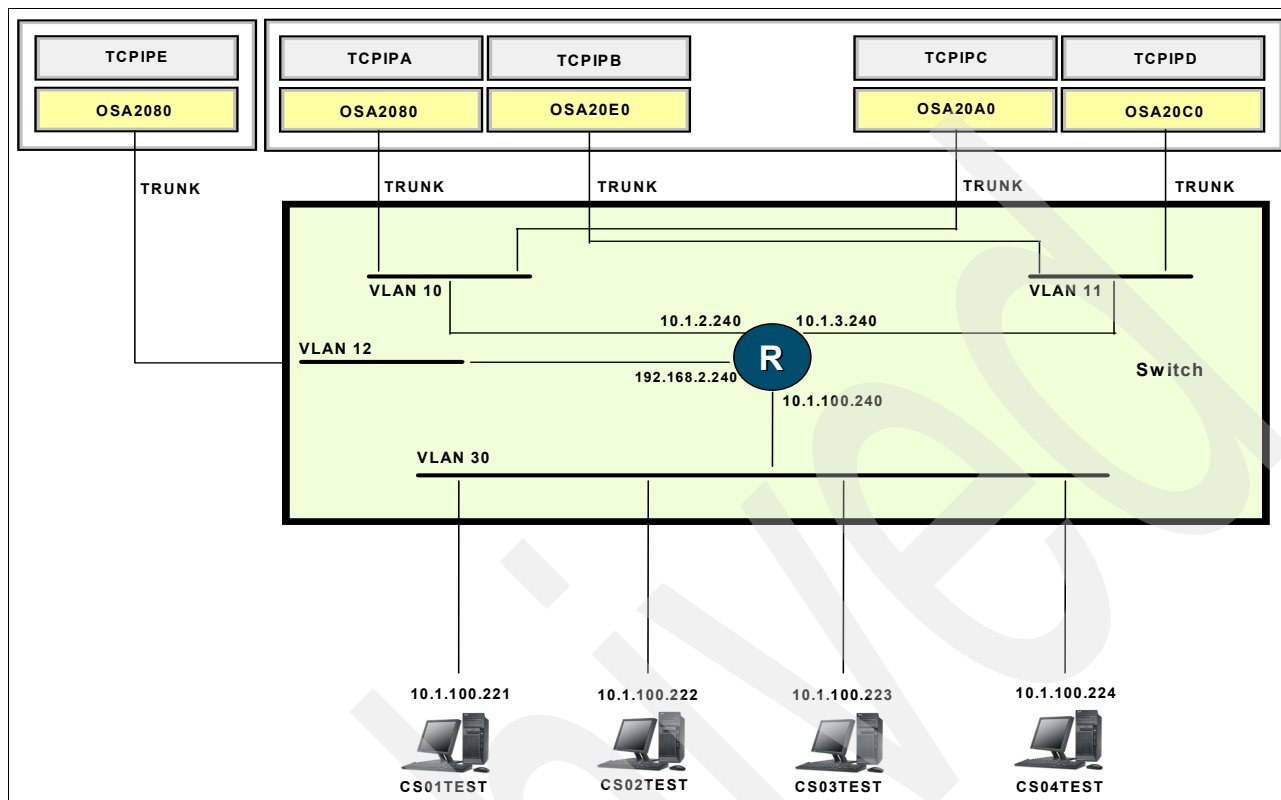 TCPIPE
TCPIPA
TCPIPB
TCPIPC
TCPIPD
OSA2080
OSA2080
OSA20E0
OSA20A0
OSA20C0
TRUNK
TRUNK
TRUNK
TRUNK
TRUNK
VLAN 10
VLAN 11
10.1.2.240
10.1.3.240
VLAN 12
R
Switch
192.168.2.240
10.1.100.240
VLAN 30
10.1.100.221
10.1.100.222
10.1.100.223
10.1.100.224
CS01TEST
CS02TEST
CS03TEST
CS04TEST